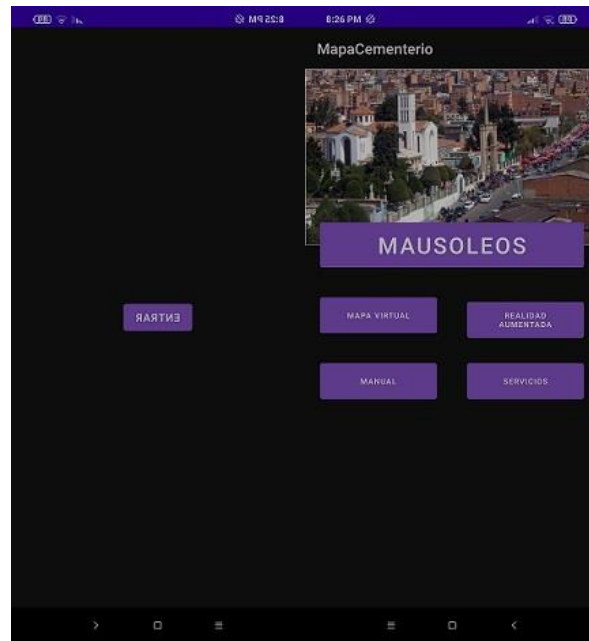 8:25 PM
ENTRAR
8:26 PM
MapaCementerio
MAUSOLEOS
MAPA VIRTUAL
REALIDAD
AUMENTADA
MANUAL
SERVICIOS